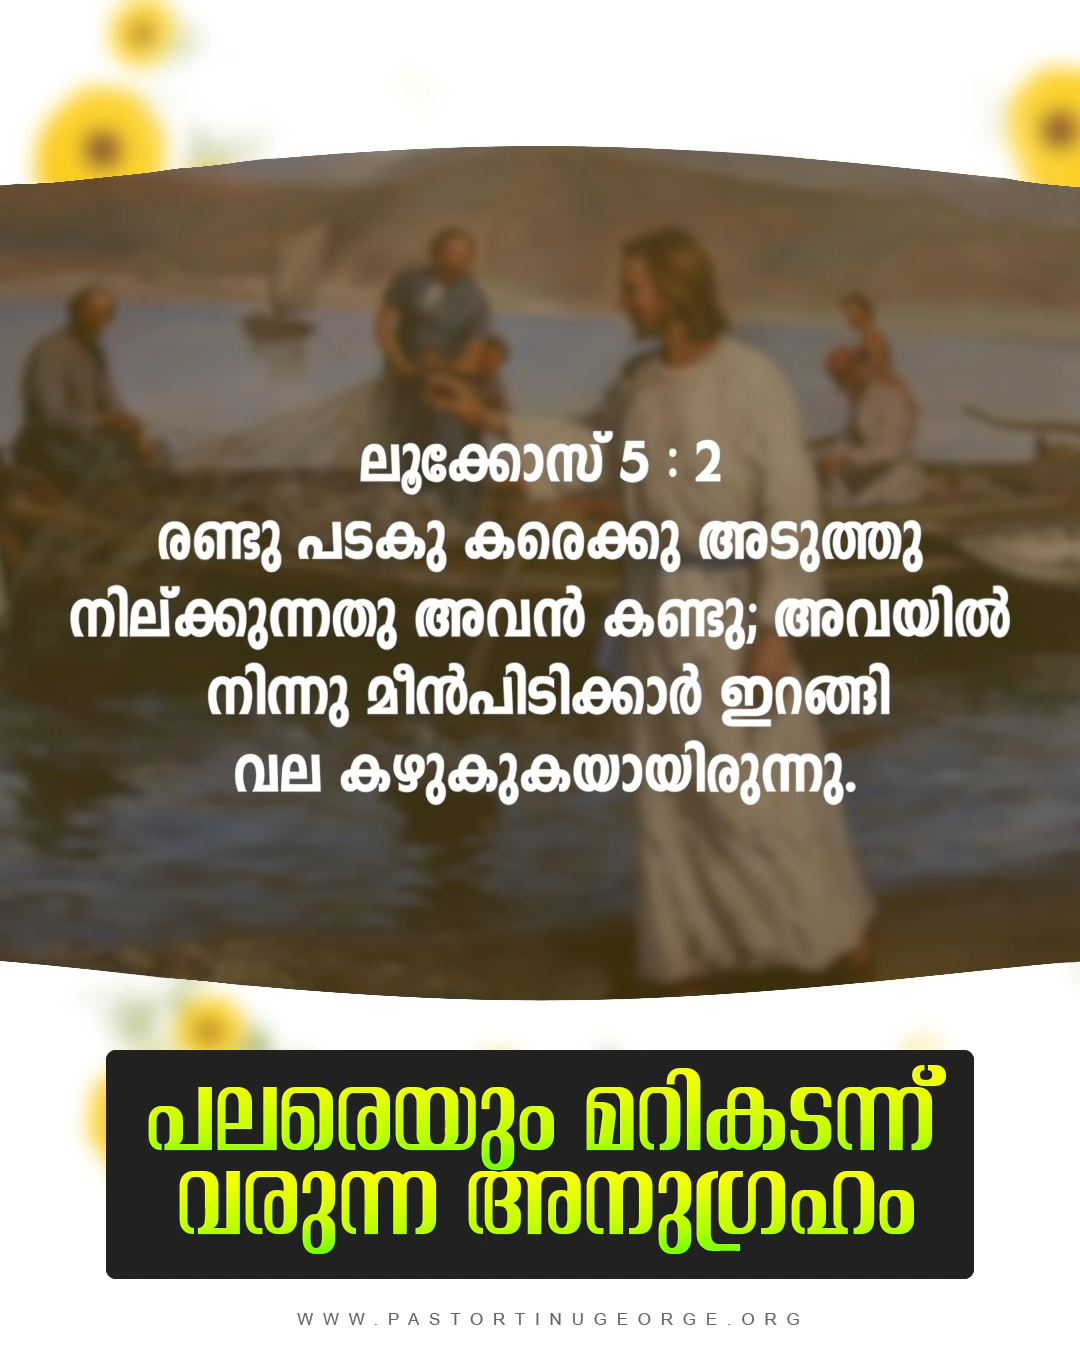 ലൂക്കോസ് 5 : 2
രണ്ടു പടകു കരെക്കു അടുത്തു
നില്ക്കുന്നതു അവൻ കണ്ടു; അവയിൽ
നിന്നു മീൻപിടിക്കാർ ഇറങ്ങി
വല കഴുകുകയായിരുന്നു.
പലരെയും മറികടന്ന്
വരുന്ന അനുഗ്രഹം
WWW.PASTORTINUGEORGE.ORG